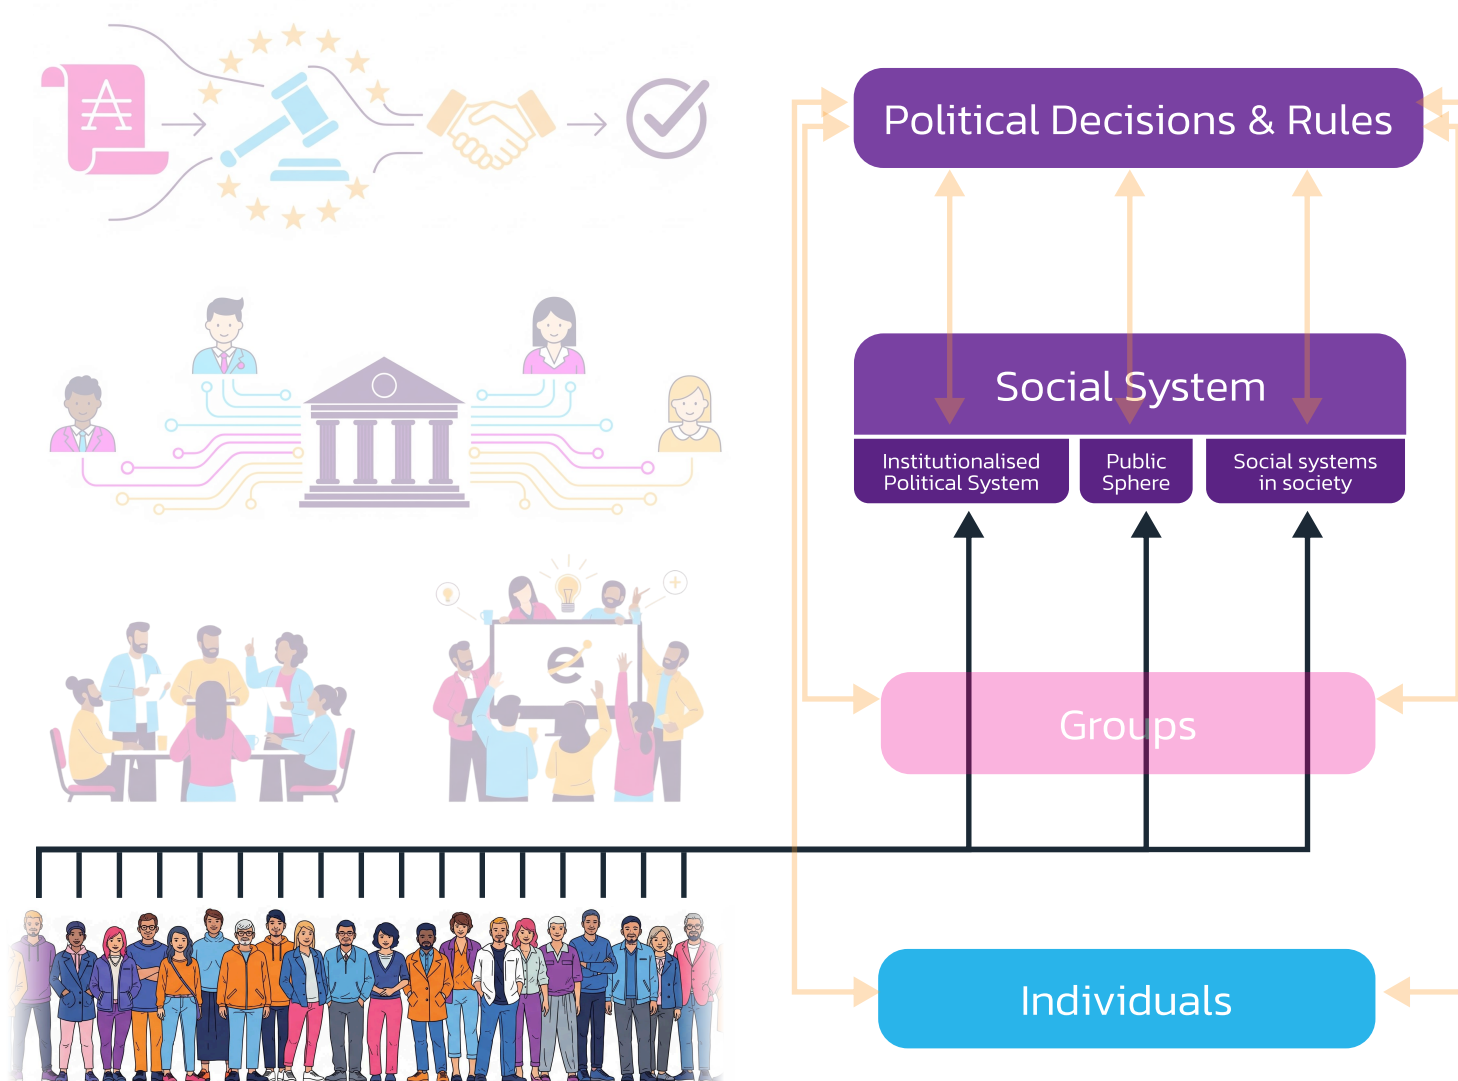 Political Decisions & Rules
Social System
Institutionalised
Political System
Public
Sphere
Social systems
in society
e
Groups
Individuals